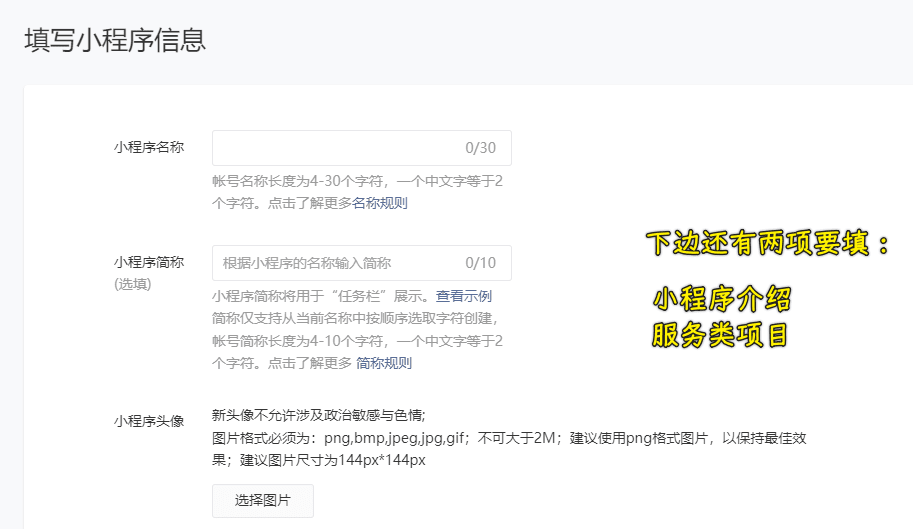 填写小程序信息
小程序名称
0/30
帐号名称长度为4-30个字符，一个中文字等于2
个字符。点击了解更多名称规则
小程序简称
(选填)
根据小程序的名称输入简称
0/10
小程序简称将用于“任务栏”展示。查看示例
简称仅支持从当前名称中按顺序选取字符创建，
帐号简称长度为4-10个字符，一个中文字等于2
个字符。点击了解更多 简称规则
下边还有两项要填：
小程序介绍
服务类项目
小程序头像
新头像不允许涉及政治敏感与色情;
图片格式必须为：png,bmp,jpeg,jpg,gif；不可大于2M；建议使用png格式图片，以保持最佳效
果；建议图片尺寸为144px*144px
选择图片